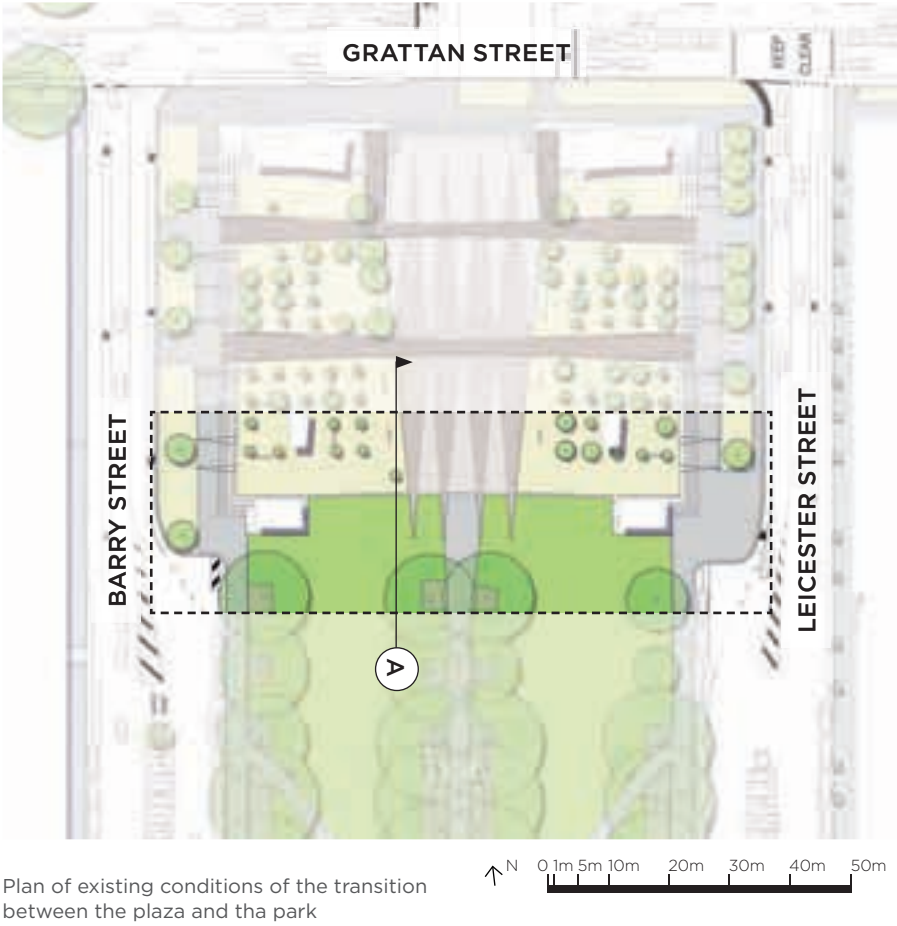 GRATTAN STREET
KEEP
CLEAR
BARRY STREET
LEICESTER STREET
A
N
0 1m 5m 10m 20m 30m 40m 50m
Plan of existing conditions of the transition
between the plaza and tha park